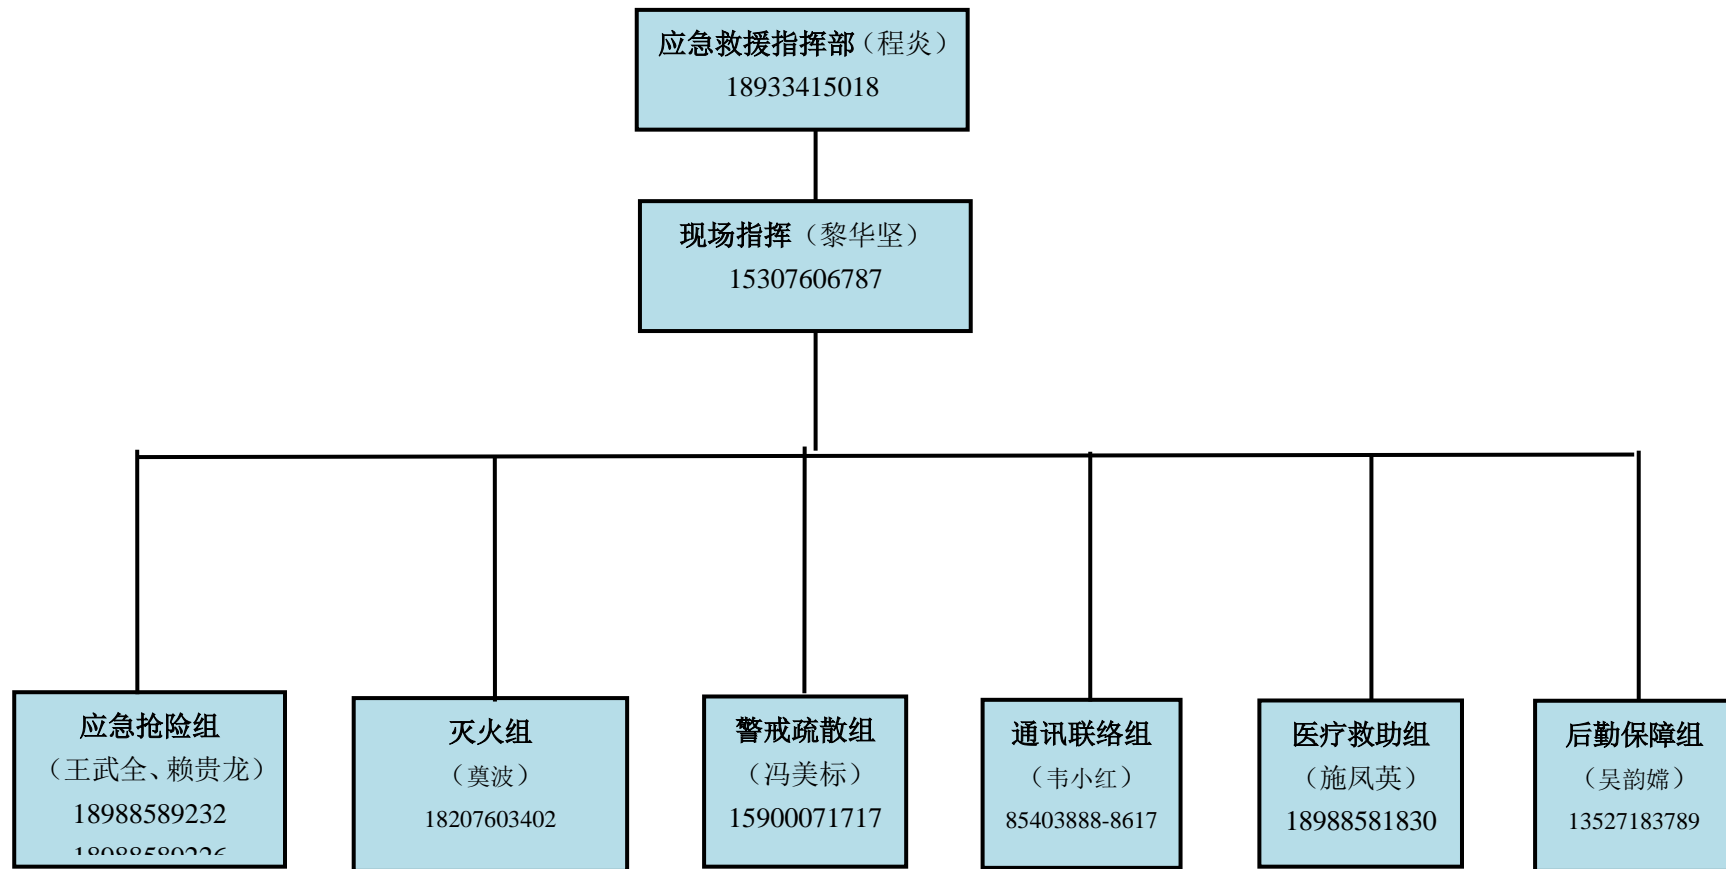 应急救援指挥部（程炎）
18933415018
现场指挥（黎华坚）
15307606787
应急抢险组
（王武全、赖贵龙）
18988589232
18988589226
灭火组
（奠波）
18207603402
警戒疏散组
（冯美标）
15900071717
通讯联络组
（韦小红）
85403888-8617
医疗救助组
（施凤英）
18988581830
后勤保障组
（吴韵嫦）
13527183789